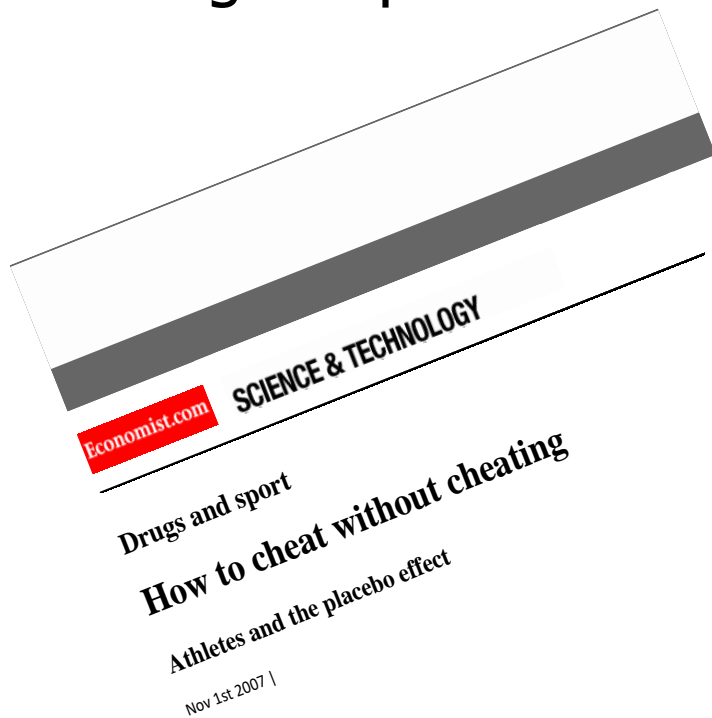 Economist.com
SCIENCE & TECHNOLOGY
Drugs and sport
How to cheat without cheating
Athletes and the placebo effect
Nov 1st 2007 |